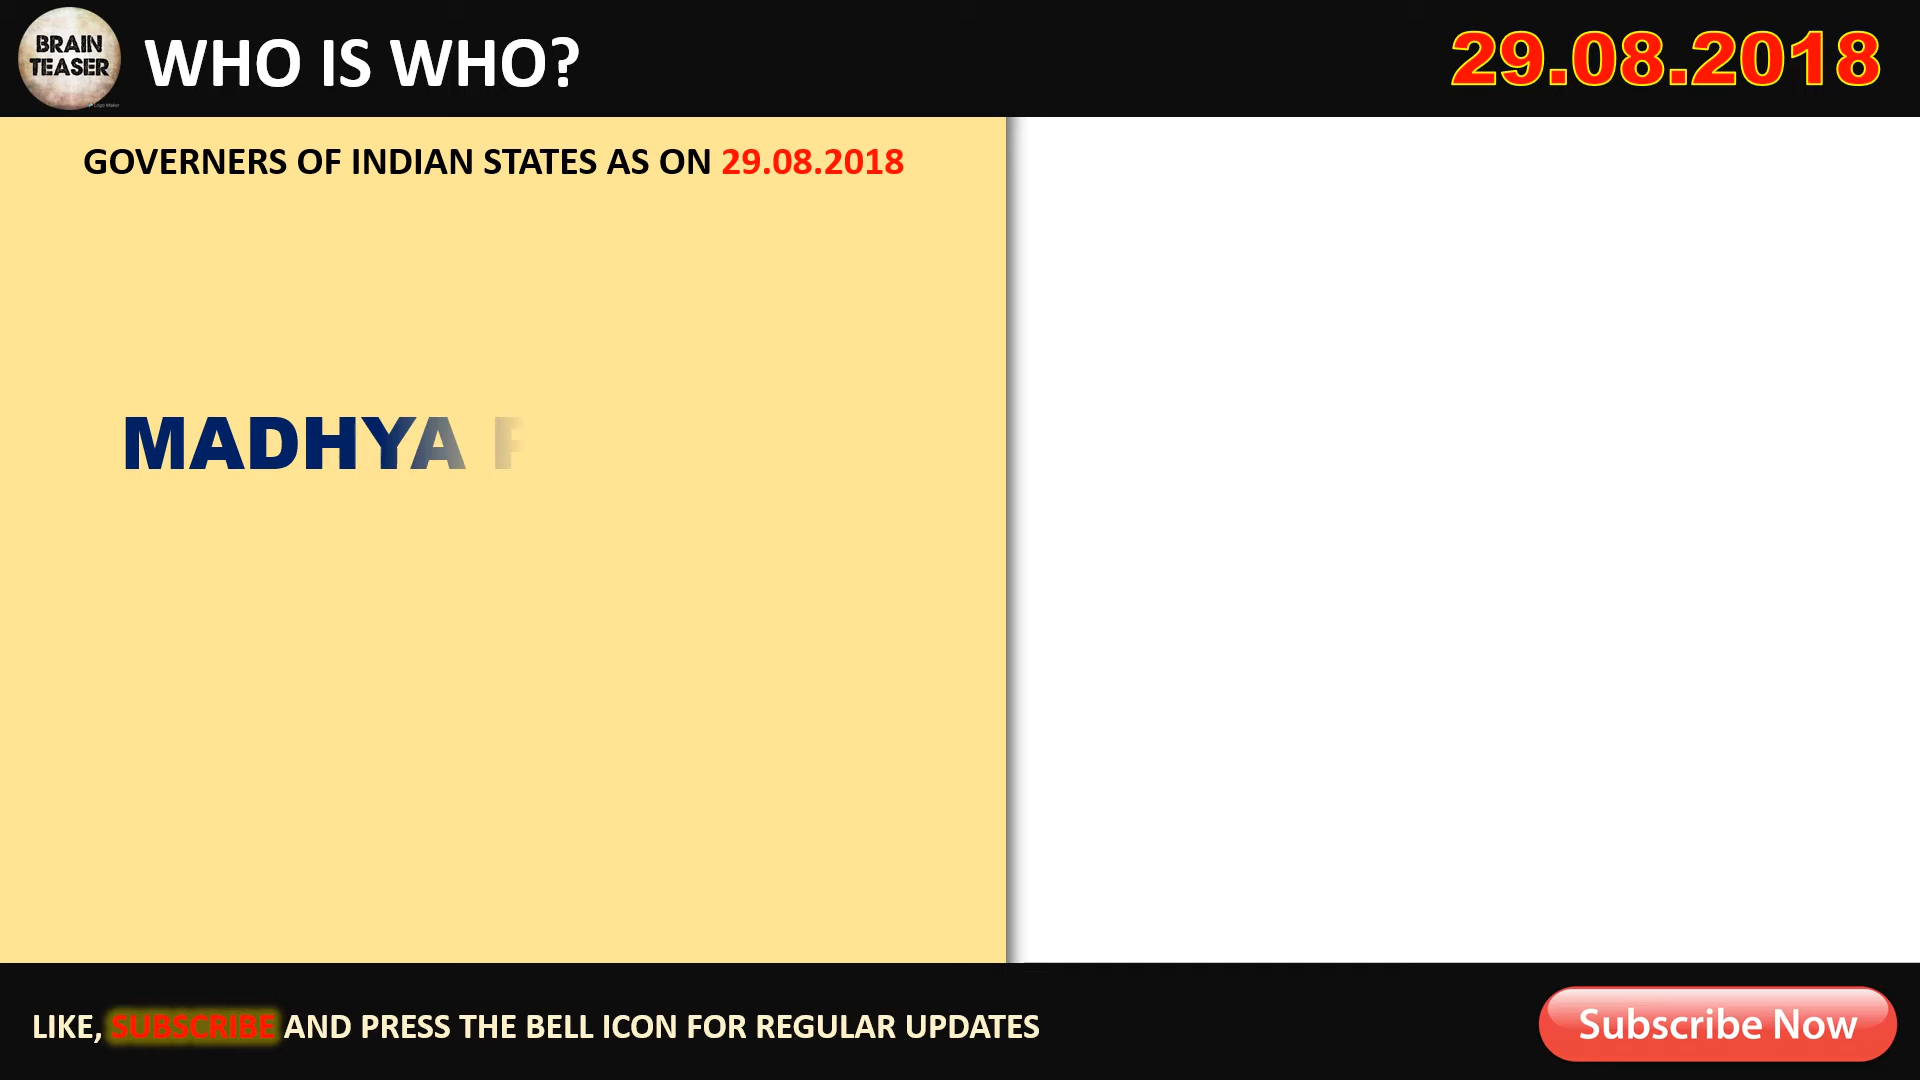 BRAIN
TEASER
WHO IS WHO?
29.08.2018
GOVERNERS OF INDIAN STATES AS ON 29.08.2018
MADHYA
LIKE, SUBSCRIBE AND PRESS THE BELL ICON FOR REGULAR UPDATES
Subscribe Now